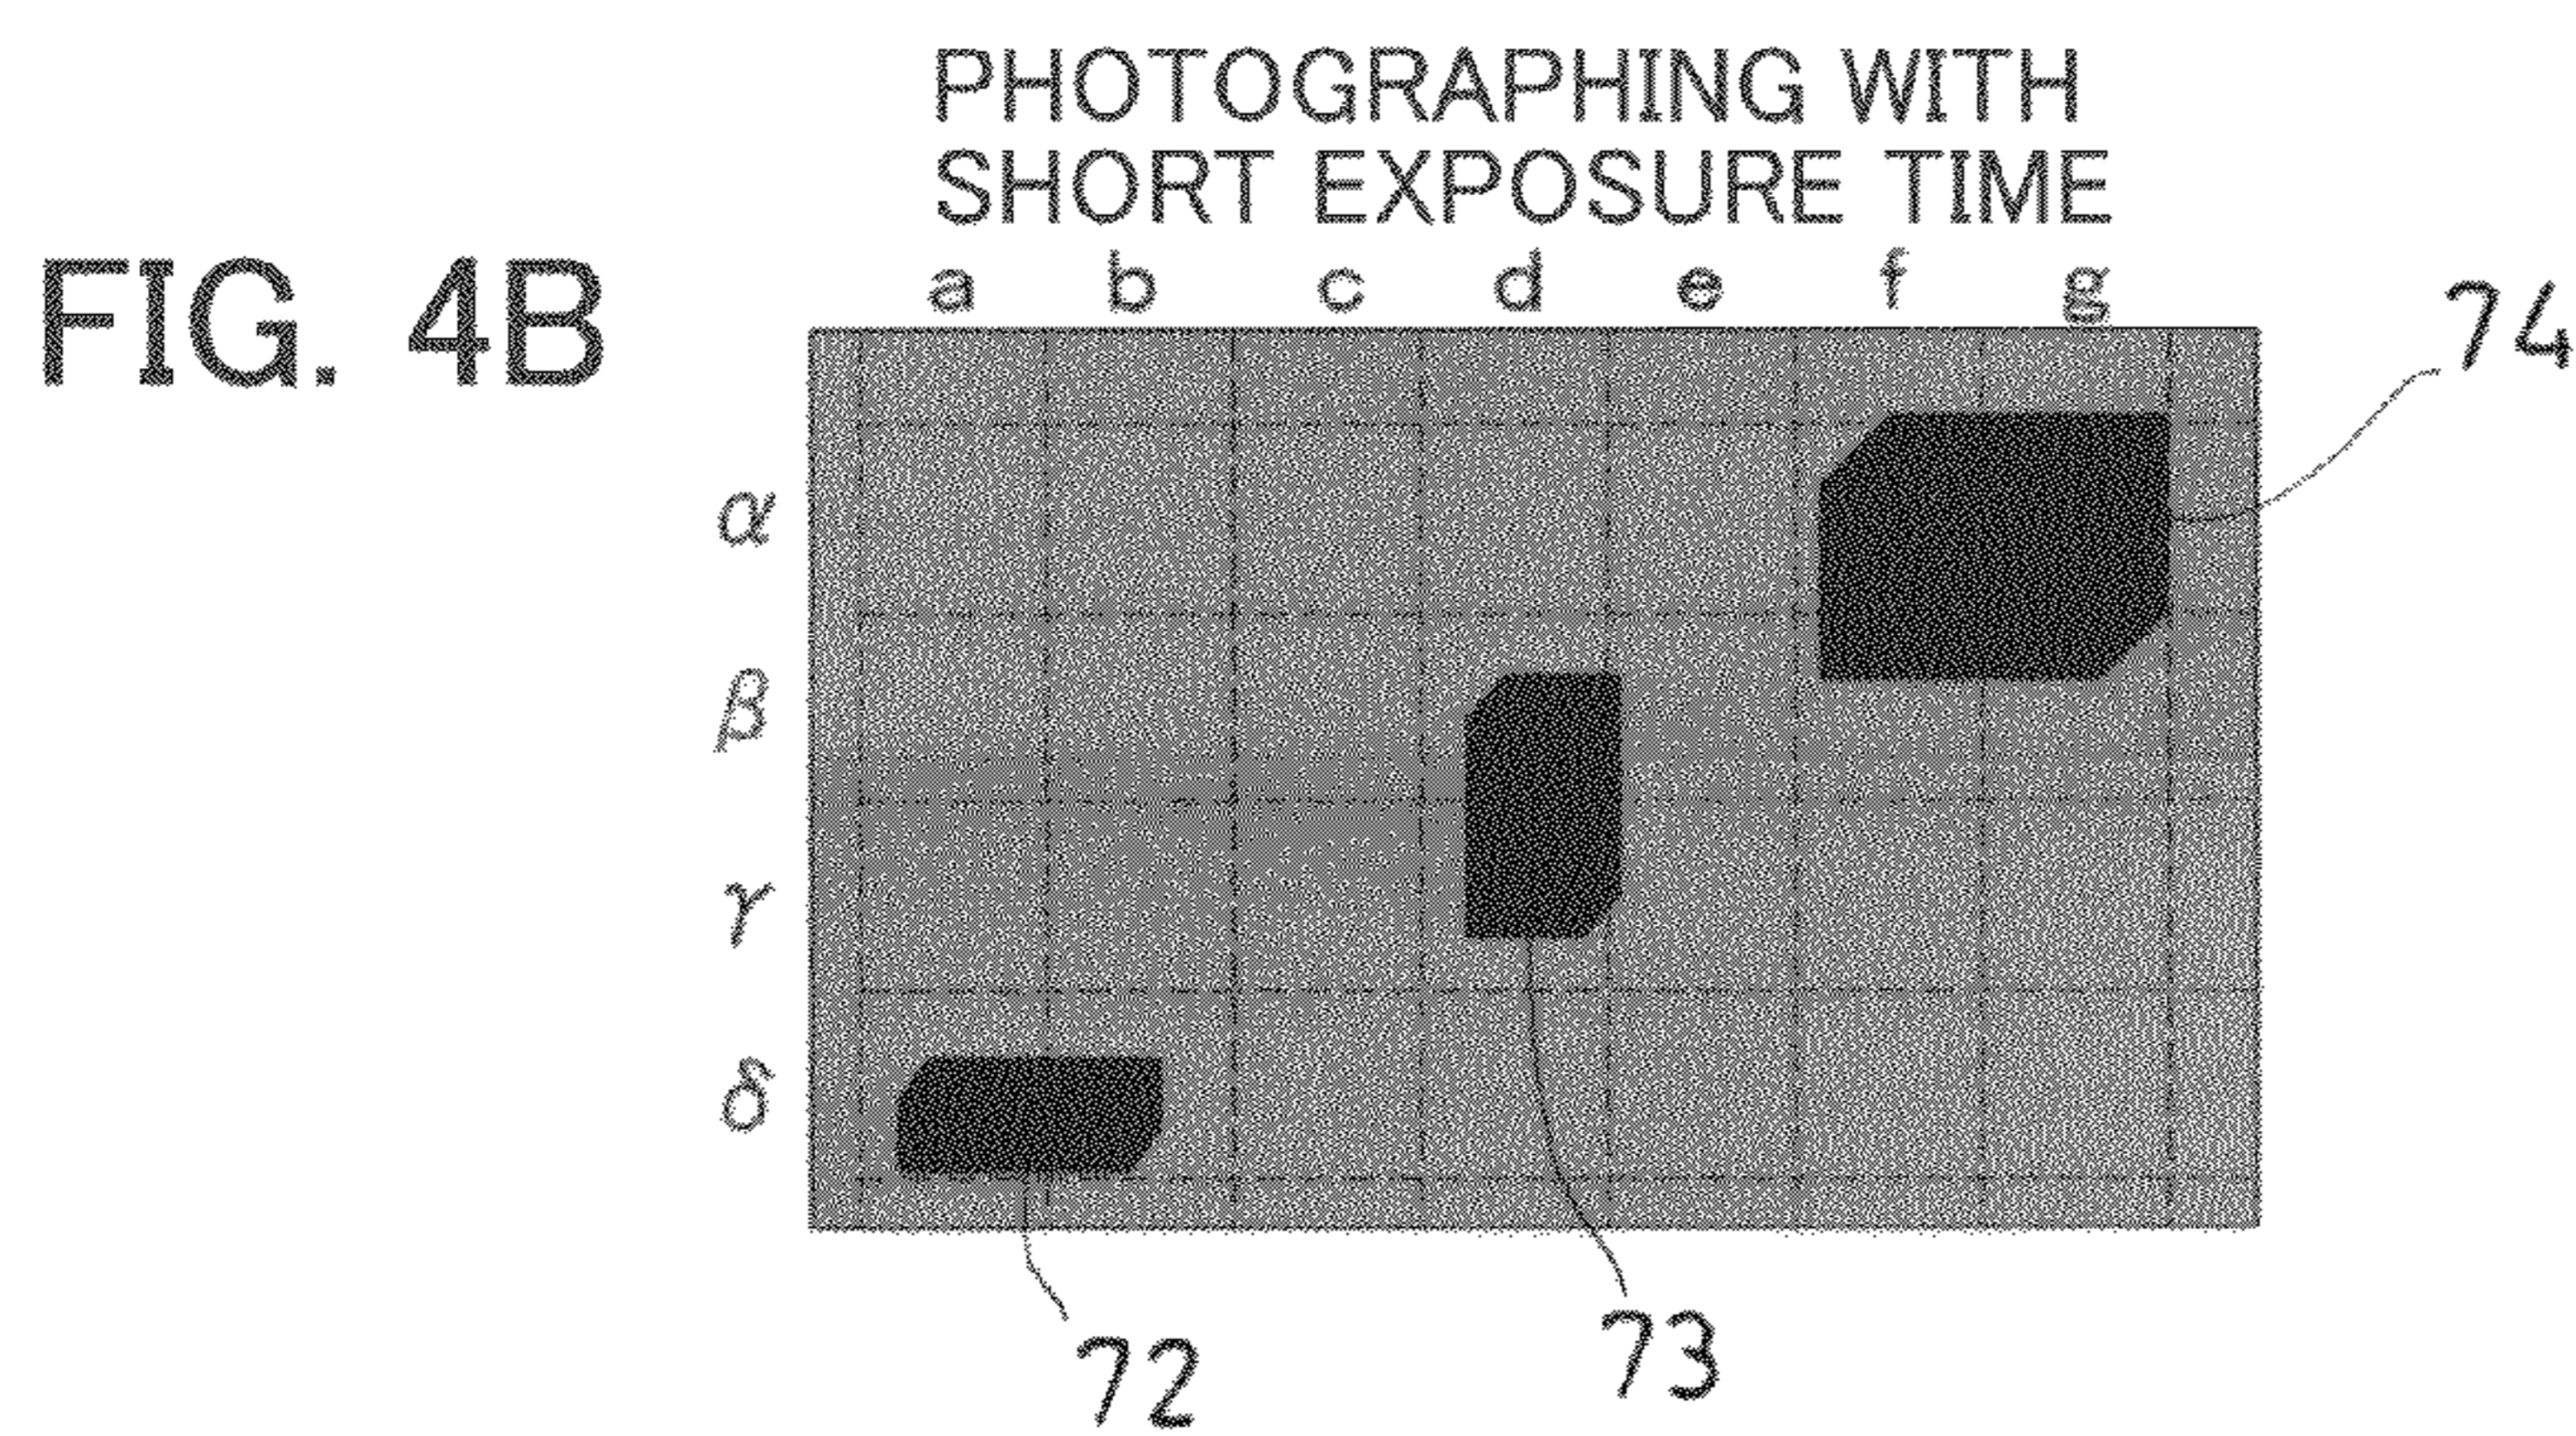 PHOTOGRAPHING WITH
SHORT EXPOSURE TIME
FIG. 4B
a b c d e f g
74
α
β
γ
δ
72
73